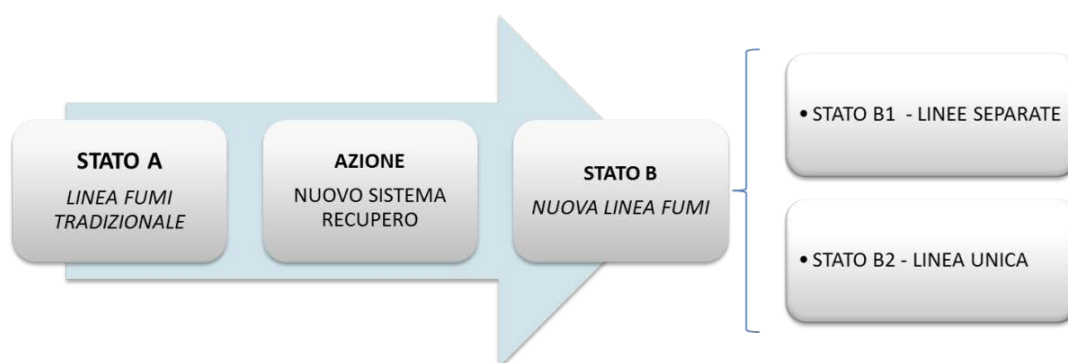 STATO A
LINEA FUMI
TRADIZIONALE
AZIONE
NUOVO SISTEMA
RECUPERO
STATO B
NUOVA LINEA FUMI
• STATO B1 - LINEE SEPARATE
• STATO B2 - LINEA UNICA